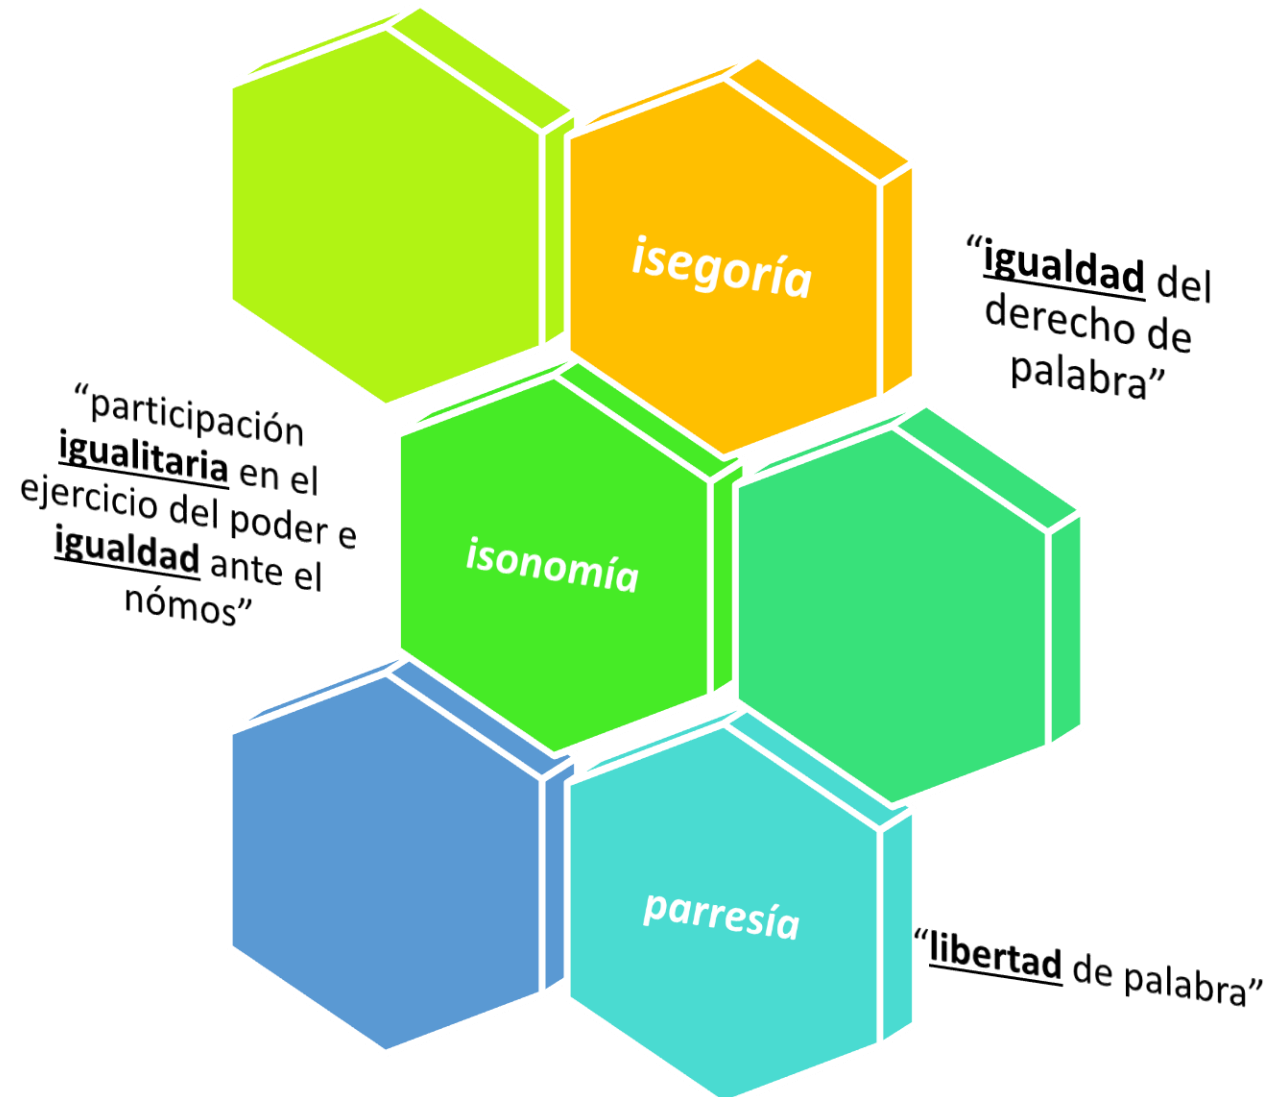 isegoría
“igualdad del
derecho de
palabra”
“participación
igualitaria en el
ejercicio del poder e
igualdad ante el
nómos”
isonomía
parresía
“libertad de palabra”